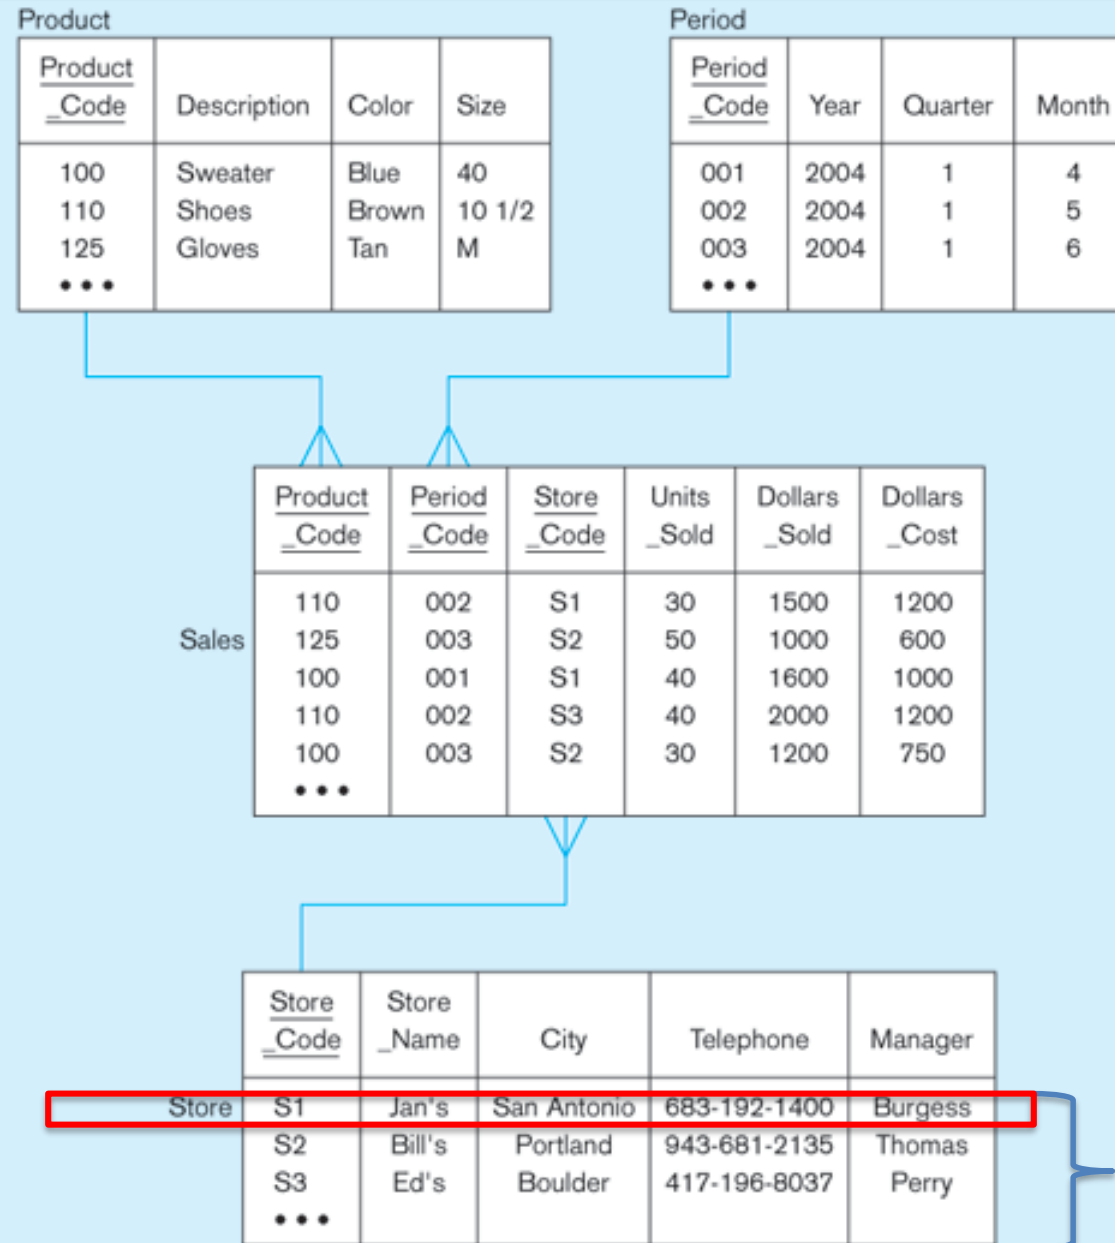 Product
Product
_Code Description Color Size
100 Sweater Blue 40
110 Shoes Brown 10 1/2
125 Gloves Tan M
• • •
Period
Period
_Code Year Quarter Month
001 2004 1 4
002 2004 1 5
003 2004 1 6
• • •
Product Period Store Units Dollars Dollars
_Code _Code _Code _Sold _Sold _Cost
110 002 S1 30 1500 1200
Sales 125 003 S2 50 1000 600
100 001 S1 40 1600 1000
110 002 S3 40 2000 1200
100 003 S2 30 1200 750
• • •
Store Store
_Code _Name City Telephone Manager
Store S1 Jan's San Antonio 683-192-1400 Burgess
S2 Bill's Portland 943-681-2135 Thomas
S3 Ed's Boulder 417-196-8037 Perry
• • •